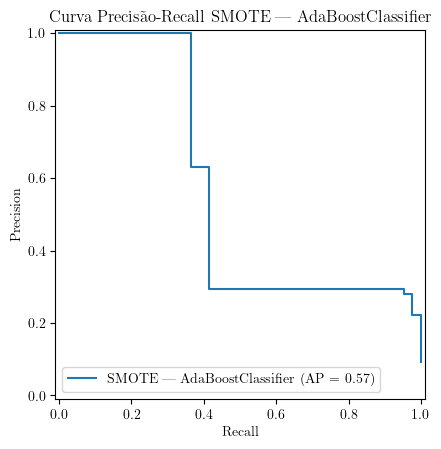 Curva Precisão-Recall SMOTE — AdaBoostClassifier
1.0
0.8
0.6
0.4
0.2
0.0
Precision
SMOTE — AdaBoostClassifier (AP = 0.57)
0.0 0.2 0.4 0.6 0.8 1.0
Recall